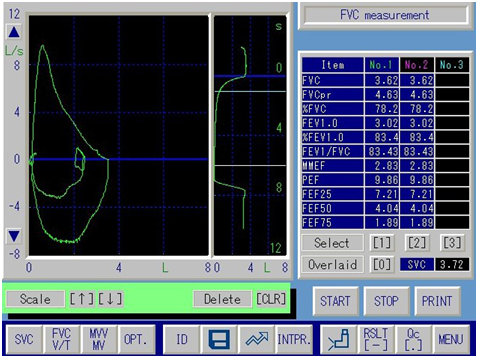 12
L/s
8
4
0
-4
-8
0 4 L 8
s
0
4
8
12
0 4 L 8
FVC measurement
Item No.1 No.2 No.3
FVC 3.62 3.62
FVCpr 4.63 4.63
%FVC 78.2 78.2
FEV1.0 3.02 3.02
%FEV1.0 83.4 83.4
FEV1/FVC 83.43 83.43
MMEF 2.83 2.83
PEF 9.86 9.86
FEF25 7.21 7.21
FEF50 4.04 4.04
FEF75 1.89 1.89
Select [1] [2] [3]
Overlaid [0] SVC 3.72
Scale [↑][↓] Delete [CLR]
START STOP PRINT
SVC FVC V/T MVV MV OPT. ID INTPR. RSLT [-] Qc [.] MENU